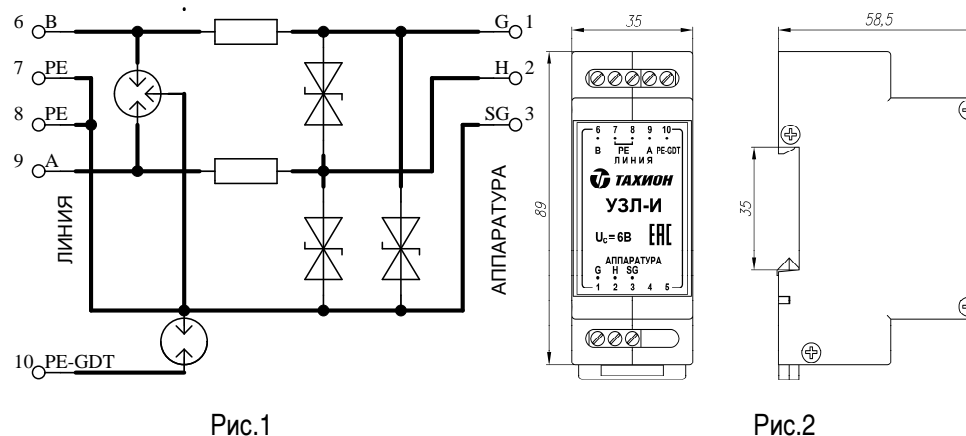 6 B
G 1
7 PE
H 2
8 PE
SG 3
9 A
ЛИНИЯ
АППАРАТУРА
10 PE-GDT
Рис.1
35
58,5
89
35
6 7 8 9 10
B PE A PE-GDT
ЛИНИЯ
ТАХИОН
УЗЛ-И
Uc=6В EAC
АППАРАТУРА
G H SG
1 2 3 4 5
Рис.2